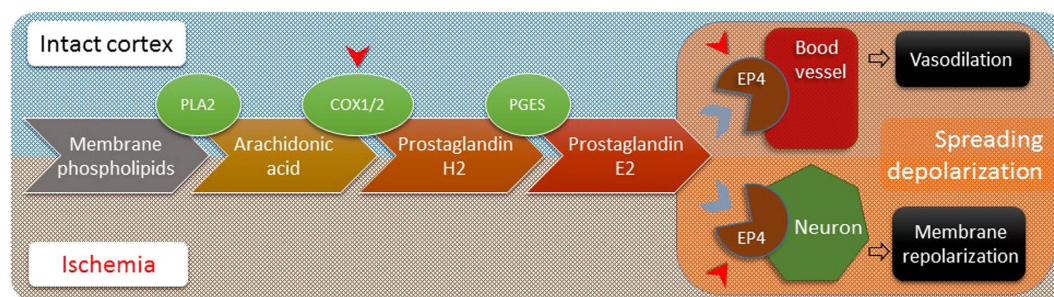 Intact cortex
PLA2
COX1/2
PGES
Membrane
phospholipids
Arachidonic
acid
Prostaglandin
H2
Prostaglandin
E2
EP4
Bood
vessel
Vasodilation
Spreading
depolarization
EP4
Neuron
Membrane
repolarization
Ischemia